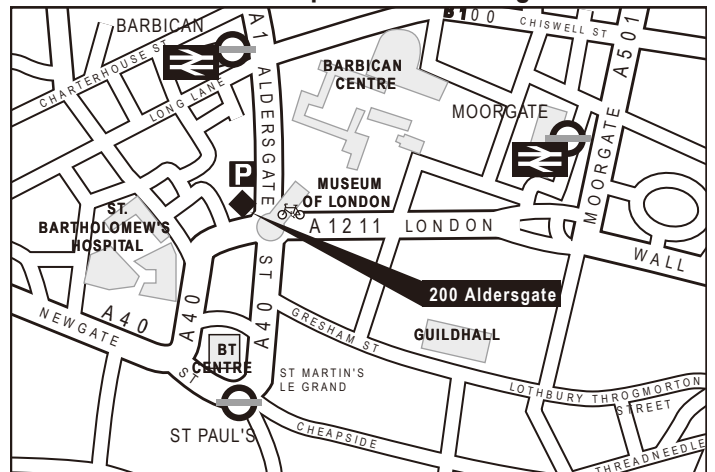 B100
CHISWELL ST
BARBICAN
A1
ALDERSGATE
ST
A501
MOORGATE
BARBICAN
CENTRE
CHARTERHOUSE ST
LONG LANE
MOORGATE
P
MUSEUM
OF LONDON
ST.
BARTHOLOMEW'S
HOSPITAL
A1211 LONDON
WALL
200 Aldersgate
A40
NEWGATE
ST
A40
A40
GRESHAM ST
GUILDHALL
BT
CENTRE
ST MARTIN'S
LE GRAND
LOTHBURY THROGMORTON
STREET
ST PAUL'S
CHEAPSIDE
THREADNEEDLE